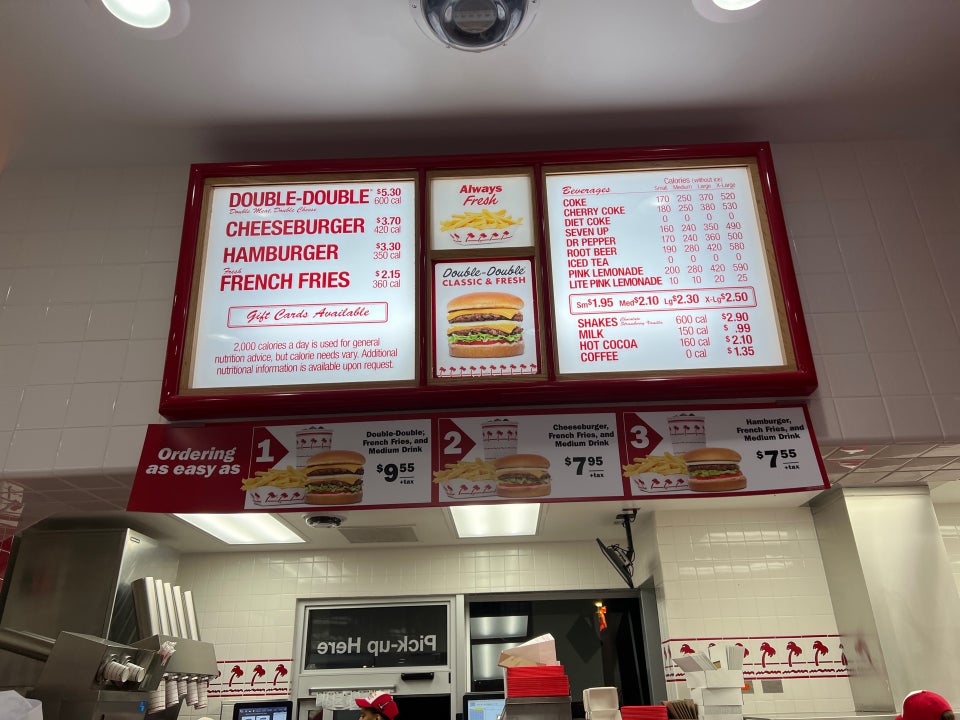 DOUBLE-DOUBLE $5.30
Double Meat, Double Cheese 600 cal
CHEESEBURGER $3.70
420 cal
HAMBURGER $3.30
350 cal
Fresh
FRENCH FRIES $2.15
360 cal
Gift Cards Available
2,000 calories a day is used for general
nutrition advice, but calorie needs vary. Additional
nutritional information is available upon request.
Always
Fresh
Double-Double
CLASSIC & FRESH
Calories (without ice)
Beverages Small Medium Large X-Large
COKE 170 250 370 520
CHERRY COKE 180 250 380 530
DIET COKE 0 0 0 0
SEVEN UP 160 240 350 490
DR PEPPER 170 240 360 500
ROOT BEER 190 280 420 580
ICED TEA 0 0 0 0
PINK LEMONADE 200 280 420 590
LITE PINK LEMONADE 10 10 20 25
Sm$1.95 Med$2.10 Lg$2.30 X-Lg$2.50
SHAKES Chocolate Strawberry Vanilla 600 cal $2.90
MILK 150 cal $ .99
HOT COCOA 160 cal $2.10
COFFEE 0 cal $1.35
Ordering
as easy as
1
Double-Double,
French Fries, and
Medium Drink
$9 55
+tax
2
Cheeseburger,
French Fries, and
Medium Drink
$7 95
+tax
3
Hamburger,
French Fries, and
Medium Drink
$7 55
+tax
Pick-up Here